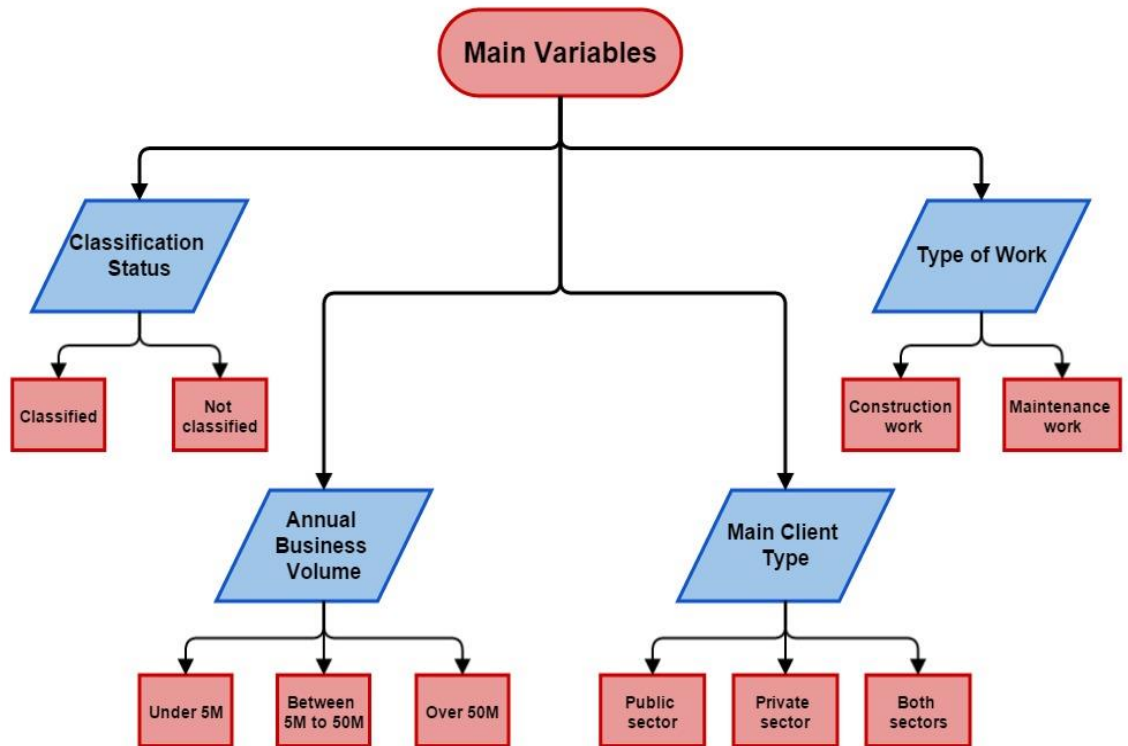 Main Variables
Classification
Status
Type of Work
Classified
Not
classified
Construction
work
Maintenance
work
Annual
Business
Volume
Main Client
Type
Under 5M
Between
5M to 50M
Over 50M
Public
sector
Private
sector
Both
sectors